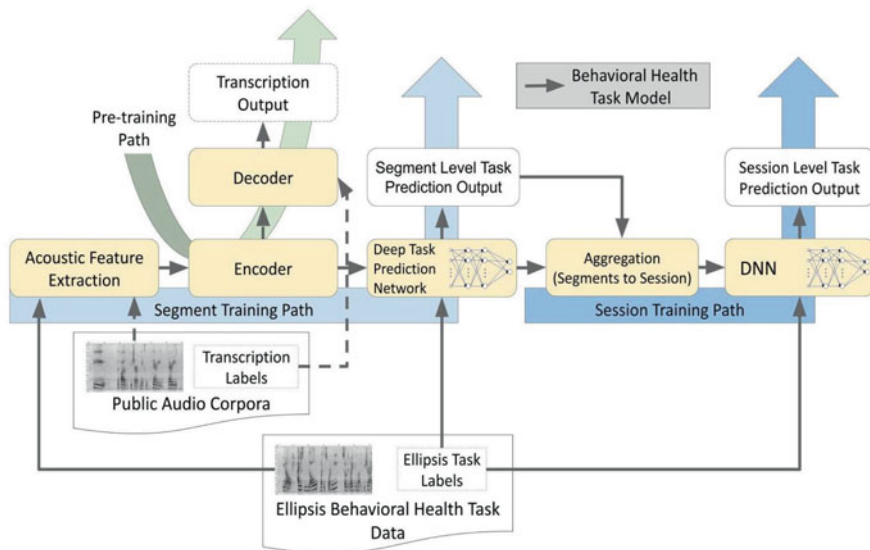 Transcription
Output
Behavioral Health
Task Model
Pre-training
Path
Decoder
Segment Level Task
Prediction Output
Session Level Task
Prediction Output
Acoustic Feature
Extraction
Encoder
Deep Task
Prediction
Network
Aggregation
(Segments to Session)
DNN
Segment Training Path
Session Training Path
Transcription
Labels
Public Audio Corpora
Ellipsis Task
Labels
Ellipsis Behavioral Health Task
Data